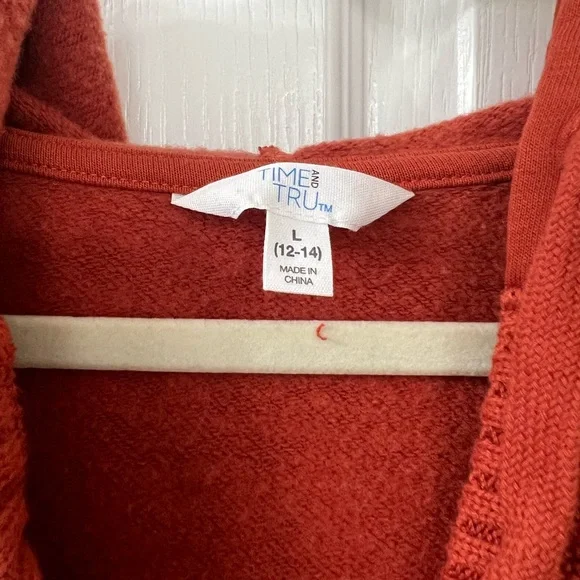 TIME AND
TRU™
L
(12-14)
MADE IN
CHINA